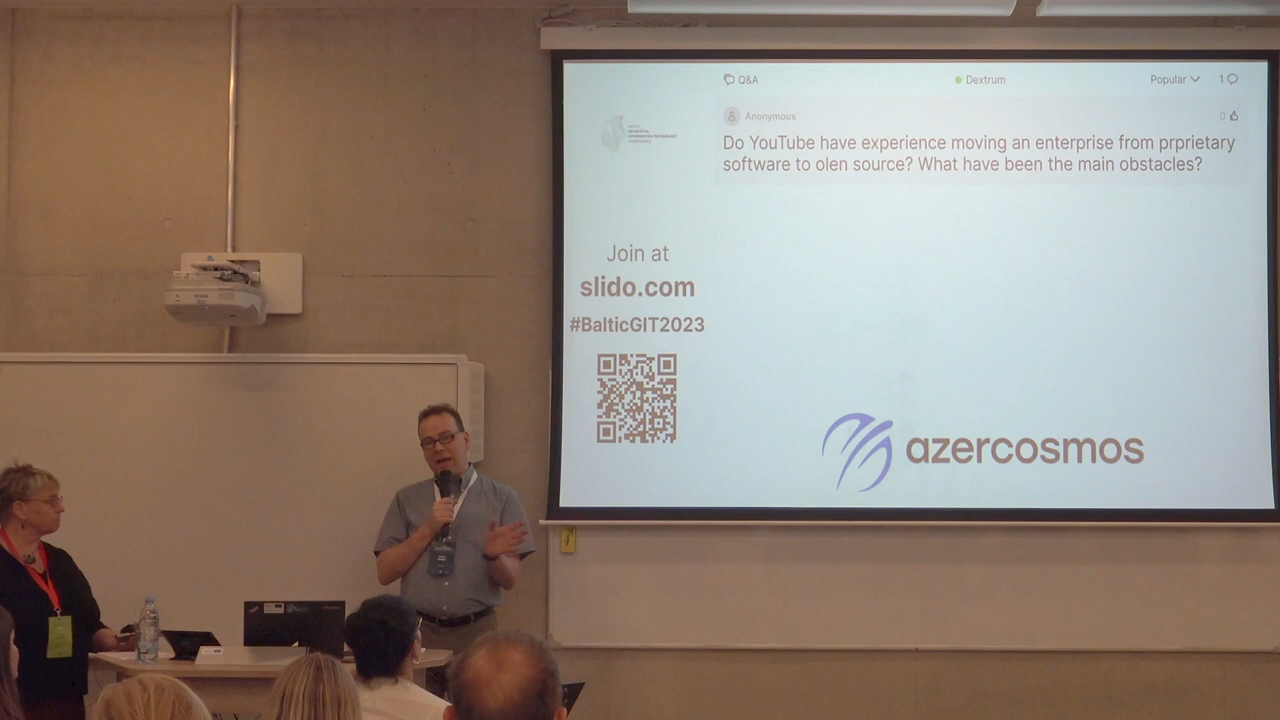 Q&A
Dextrum
Popular
1
Anonymous
0
Do YouTube have experience moving an enterprise from prprietary
software to olen source? What have been the main obstacles?
Join at
slido.com
#BalticGIT2023
azercosmos
EPSON